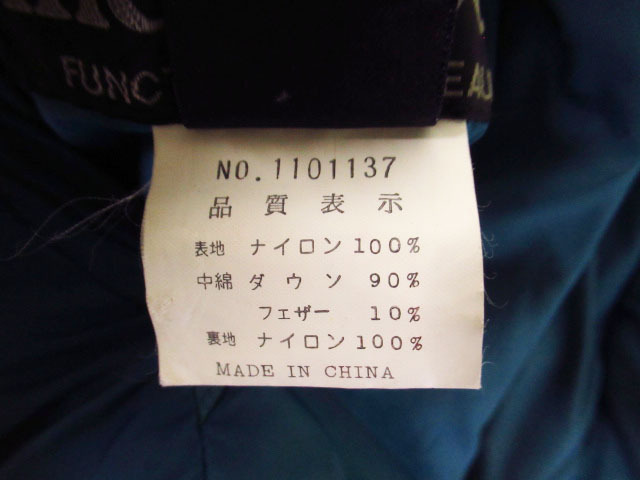 FUNC
NO.1101137
品質表示
表地 ナイロン100%
中綿 ダウン 90%
フェザー 10%
裏地 ナイロン100%
MADE IN CHINA